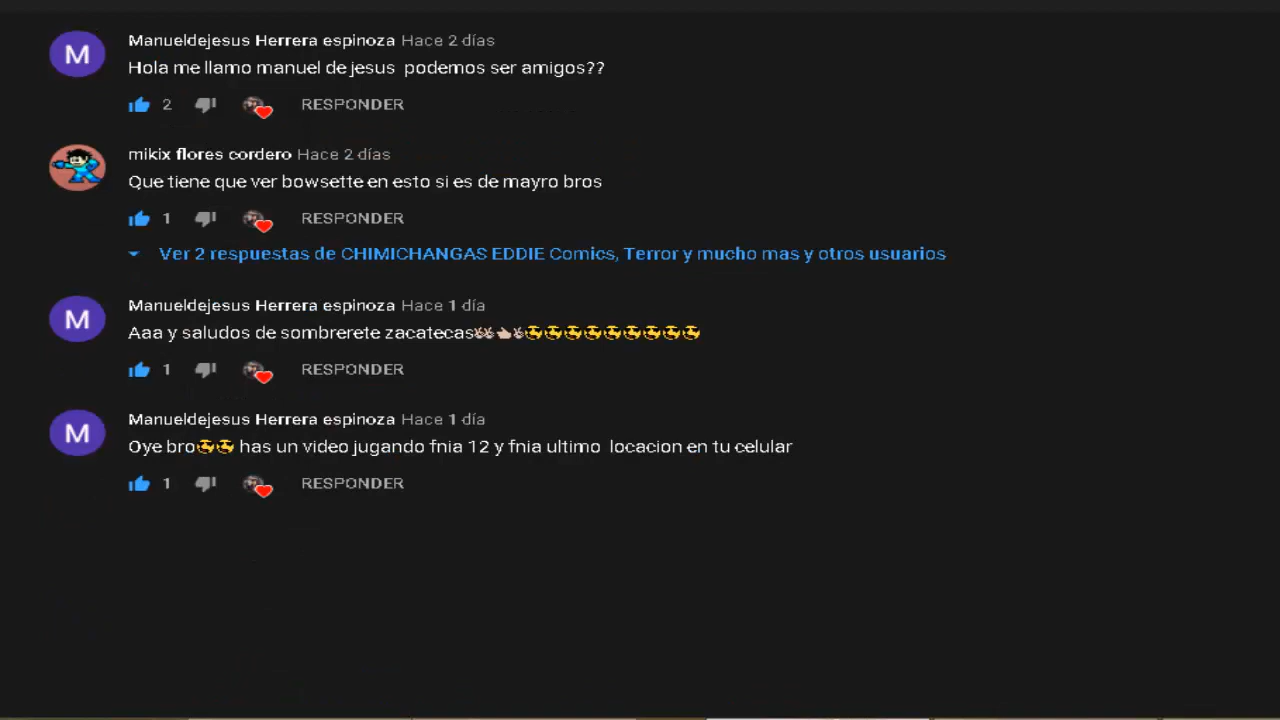 M
Manueldejesus Herrera espinoza Hace 2 días
Hola me llamo manuel de jesus podemos ser amigos??
2 RESPONDER
mikix flores cordero Hace 2 días
Que tiene que ver bowsette en esto si es de mayro bros
1 RESPONDER
Ver 2 respuestas de CHIMICHANGAS EDDIE Comics, Terror y mucho mas y otros usuarios
M
Manueldejesus Herrera espinoza Hace 1 día
Aaa y saludos de sombrerete zacatecas
1 RESPONDER
M
Manueldejesus Herrera espinoza Hace 1 día
Oye bro has un video jugando fnia 12 y fnia ultimo locacion en tu celular
1 RESPONDER